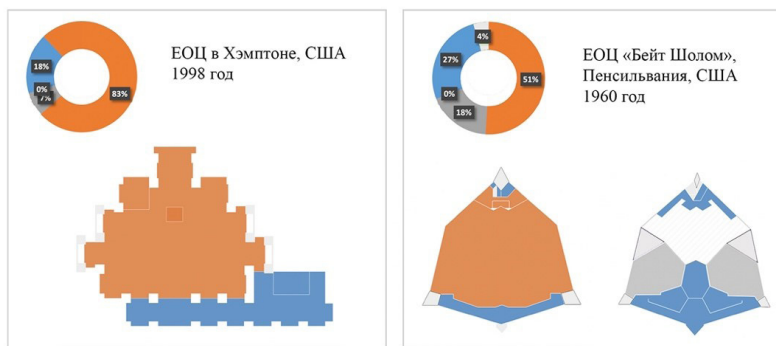 ЕОЦ в Хэмптоне, США
1998 год
18%
0%
7%
83%
ЕОЦ «Бейт Шолом»,
Пенсильвания, США
1960 год
4%
27%
51%
0%
18%